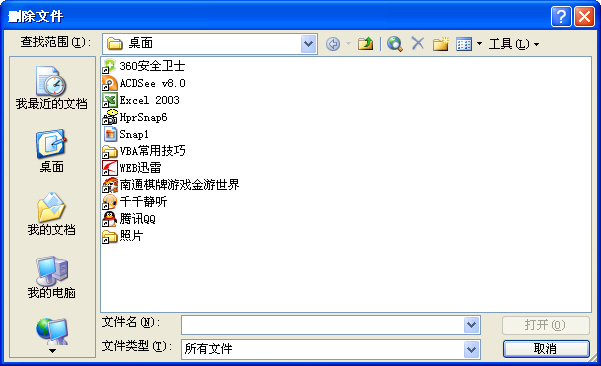 删除文件
查找范围(I):
桌面
工具(L)
我最近的文档
桌面
我的文档
我的电脑
360安全卫士
ACDSee v8.0
Excel 2003
HprSnap6
Snap1
VBA常用技巧
WEB迅雷
南通棋牌游戏金游世界
千千静听
腾讯QQ
照片
文件名(N):
打开(O)
文件类型(T):
所有文件
取消